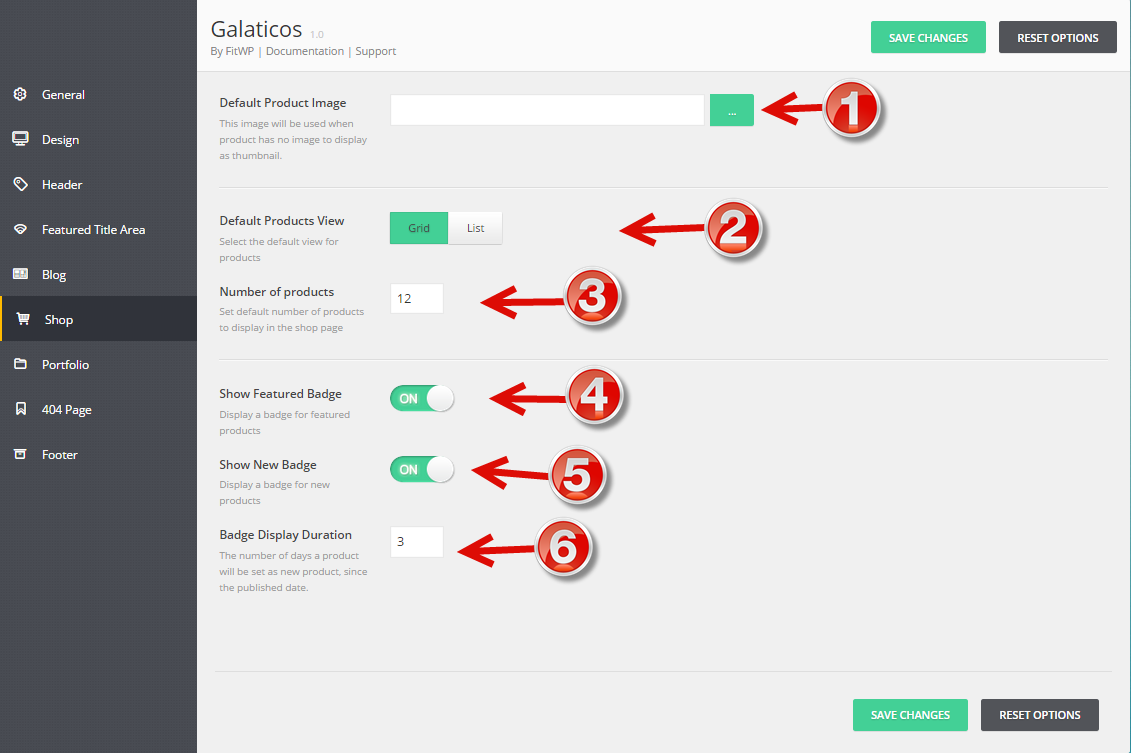 Galaticos 1.0
By FitWP | Documentation | Support
SAVE CHANGES
RESET OPTIONS
General
Design
Header
Featured Title Area
Blog
Shop
Portfolio
404 Page
Footer
Default Product Image
This image will be used when
product has no image to display
as thumbnail.
...
1
Default Products View
Select the default view for
products
Grid
List
2
Number of products
Set default number of products
to display in the shop page
12
3
Show Featured Badge
Display a badge for featured
products
ON
4
Show New Badge
Display a badge for new
products
ON
5
Badge Display Duration
The number of days a product
will be set as new product, since
the published date.
3
6
SAVE CHANGES
RESET OPTIONS